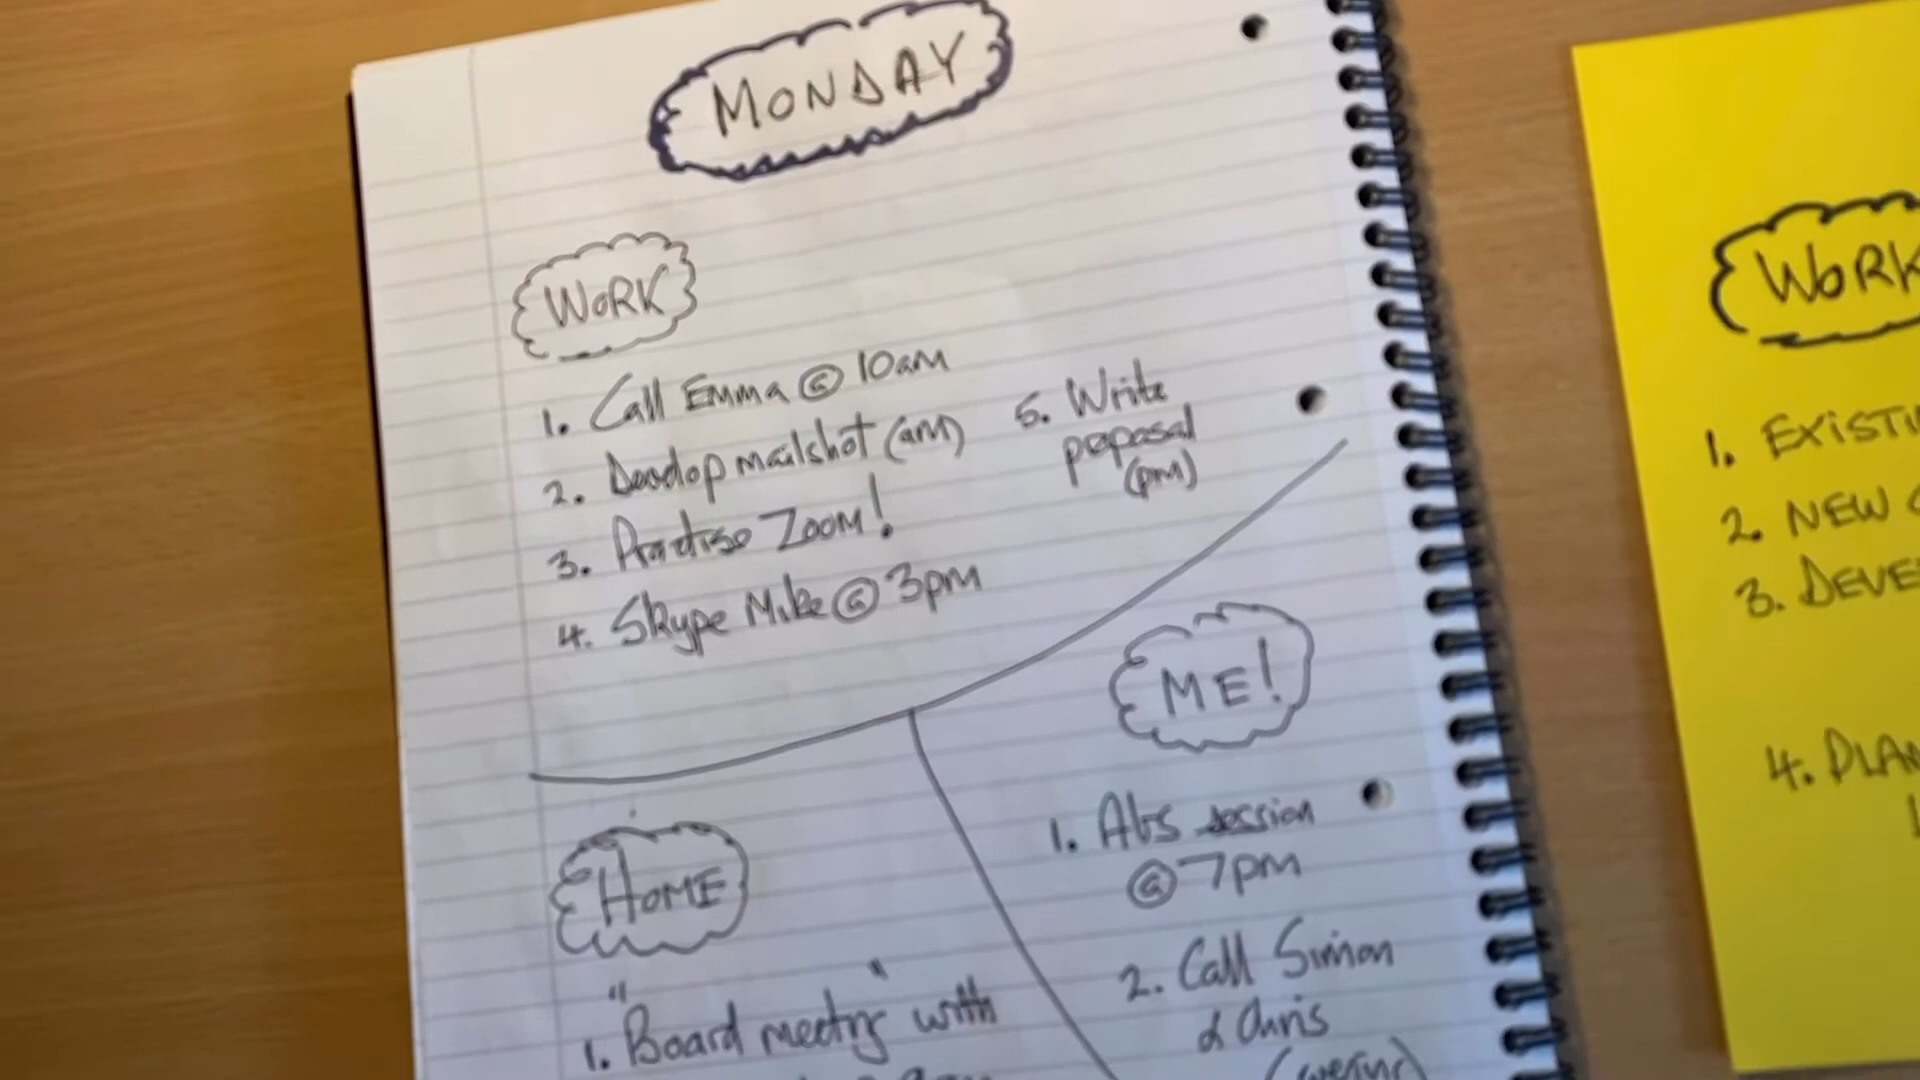 MONDAY
WORK
1. Call Emma @ 10am
2. Develop mailshot (am)
3. Practise Zoom!
4. Skype Mike @ 3pm
5. Write
proposal
(pm)
ME!
1. Abs session
@ 7pm
2. Call Simon
& Chris
(evening)
HOME
1. "Board meeting" with
WORK
1. EXISTI
2. NEW
3. DEVE
4. PLAN